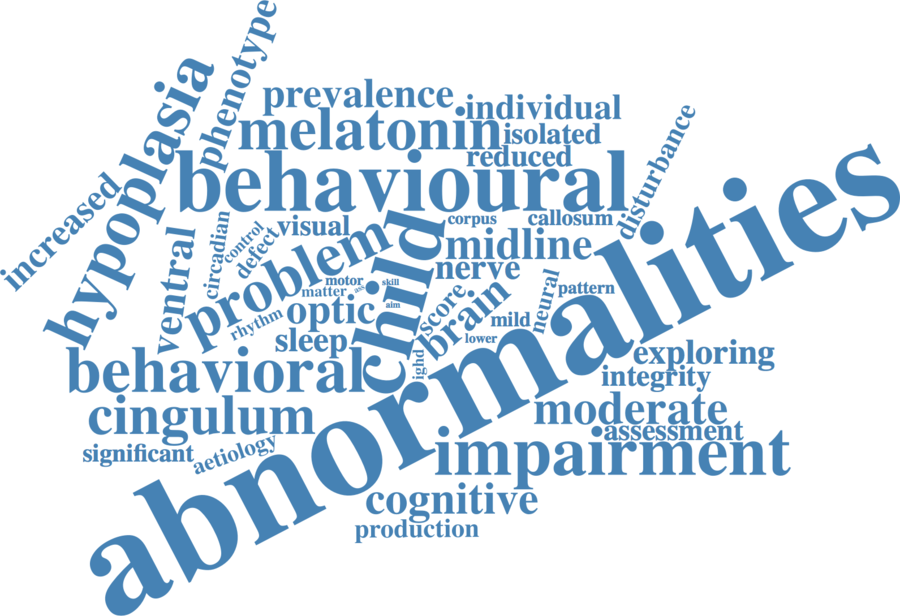 phenotype
prevalence
individual
hypoplasia
melatonin
isolated
reduced
disturbance
behavioural
increased
abnormalities
circadian
control
defect
visual
corpus
callosum
child
problem
midline
ventral
nerve
motor
skill
matter
ass
aim
optic
rhythm
score
brain
neural
pattern
mild
sleep
lower
ighd
behavioral
exploring
integrity
cingulum
moderate
assessment
significant
aetiology
impairment
cognitive
production